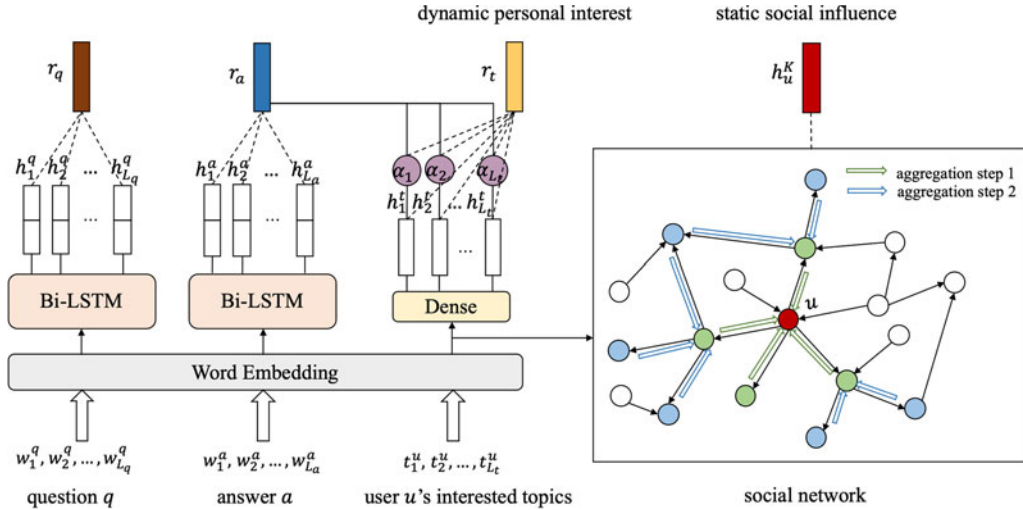 dynamic personal interest
static social influence
r_q
r_a
r_t
h_u^K
h_1^q h_2^q ... h_{L_q}^q
h_1^a h_2^a ... h_{L_a}^a
α_1 α_2 α_{L_t}
h_1^t h_2^t ... h_{L_t}^t
... ... ...
Bi-LSTM
Bi-LSTM
Dense
Word Embedding
aggregation step 1
aggregation step 2
u
w_1^q, w_2^q, ..., w_{L_q}^q
w_1^a, w_2^a, ..., w_{L_a}^a
t_1^u, t_2^u, ..., t_{L_t}^u
question q
answer a
user u's interested topics
social network